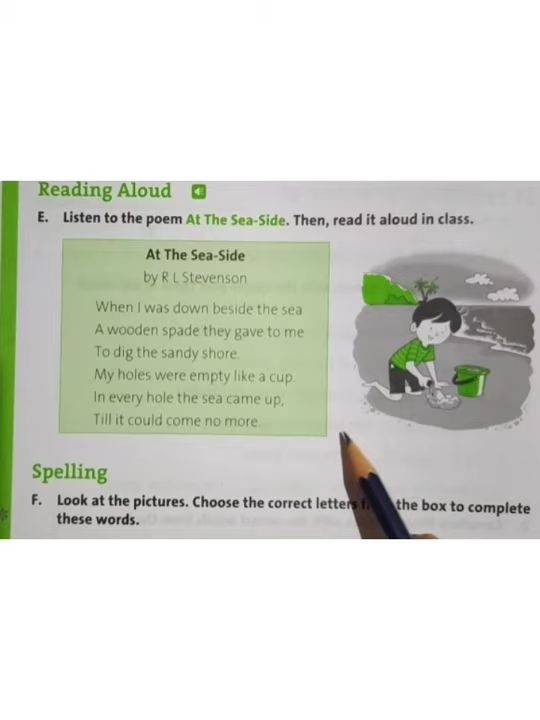 Reading Aloud
E. Listen to the poem At The Sea-Side. Then, read it aloud in class.
At The Sea-Side
by R L Stevenson
When I was down beside the sea
A wooden spade they gave to me
To dig the sandy shore.
My holes were empty like a cup.
In every hole the sea came up,
Till it could come no more.
Spelling
F. Look at the pictures. Choose the correct letters the box to complete
these words.